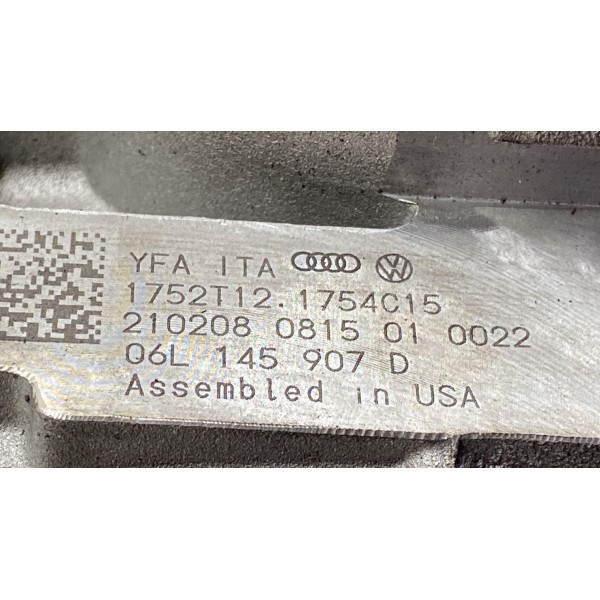 YFA ITA
1752T12.1754C15
210208 0815 01 0022
06L 145 907 D
Assembled in USA